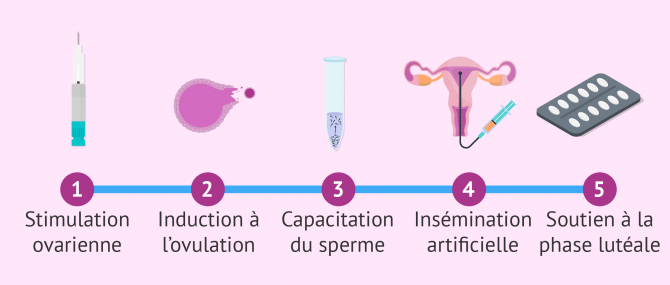 1
2
3
4
5
Stimulation
ovarienne
Induction à
l'ovulation
Capacitation
du sperme
Insémination
artificielle
Soutien à la
phase lutéale